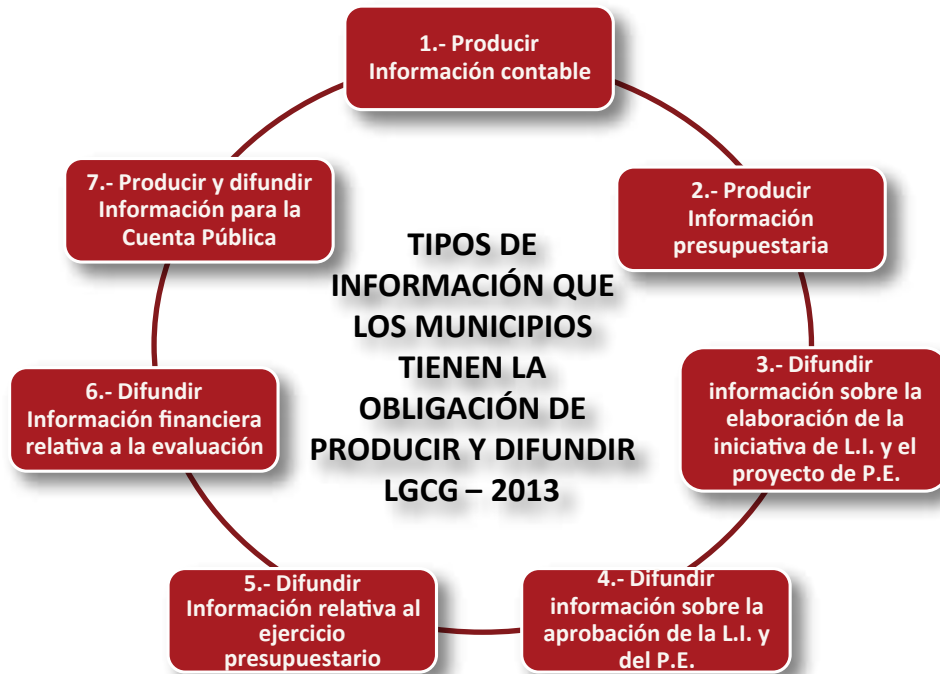 1.- Producir
Información contable
2.- Producir
Información
presupuestaria
3.- Difundir
información sobre la
elaboración de la
iniciativa de L.I. y el
proyecto de P.E.
4.- Difundir
información sobre la
aprobación de la L.I. y
del P.E.
5.- Difundir
Información relativa al
ejercicio
presupuestario
6.- Difundir
Información financiera
relativa a la evaluación
7.- Producir y difundir
Información para la
Cuenta Pública
TIPOS DE
INFORMACIÓN QUE
LOS MUNICIPIOS
TIENEN LA
OBLIGACIÓN DE
PRODUCIR Y DIFUNDIR
LGCG – 2013